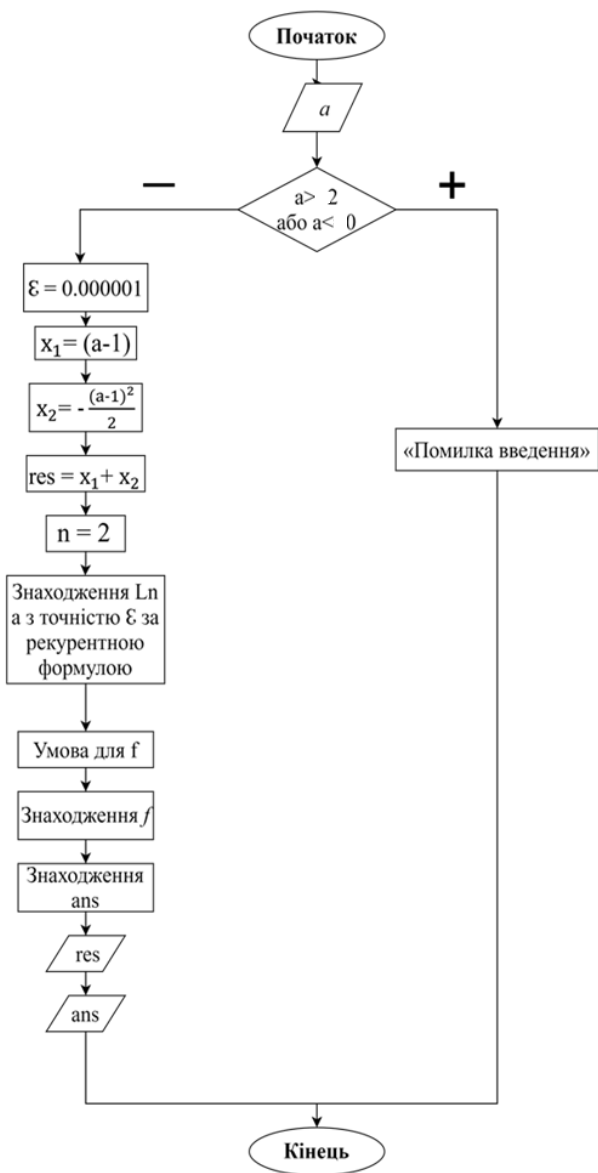 Початок
a
−
+
a> 2
або a< 0
Ɛ = 0.000001
x₁= (a-1)
x₂= - (a-1)²/2
«Помилка введення»
res = x₁+ x₂
n = 2
Знаходження Ln
a з точністю Ɛ за
рекурентною
формулою
Умова для f
Знаходження f
Знаходження
ans
res
ans
Кінець